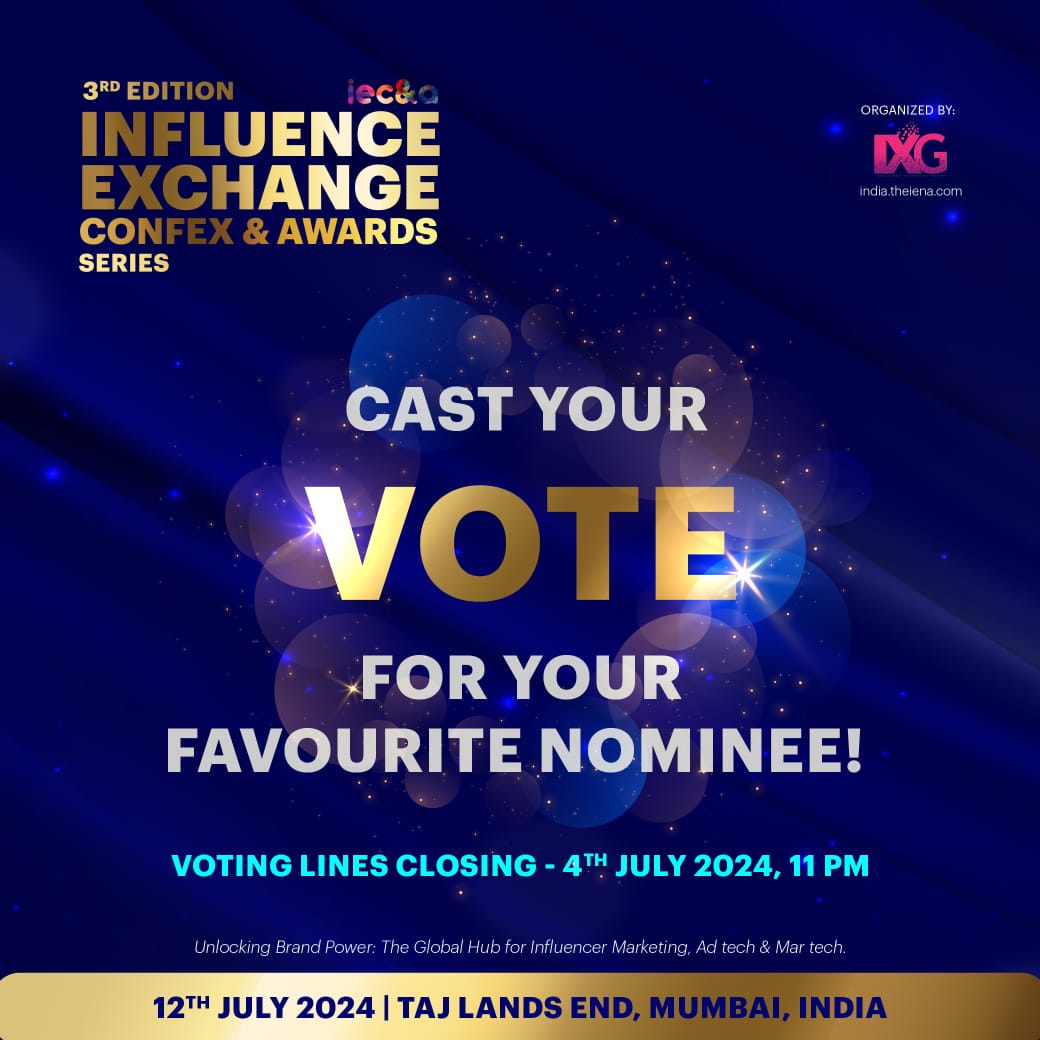 3RD EDITION
iec&a
INFLUENCE
EXCHANGE
CONFEX & AWARDS
SERIES
ORGANIZED BY:
IXG
india.theiena.com
CAST YOUR
VOTE
FOR YOUR
FAVOURITE NOMINEE!
VOTING LINES CLOSING - 4TH JULY 2024, 11 PM
Unlocking Brand Power: The Global Hub for Influencer Marketing, Ad tech & Mar tech.
12TH JULY 2024 | TAJ LANDS END, MUMBAI, INDIA